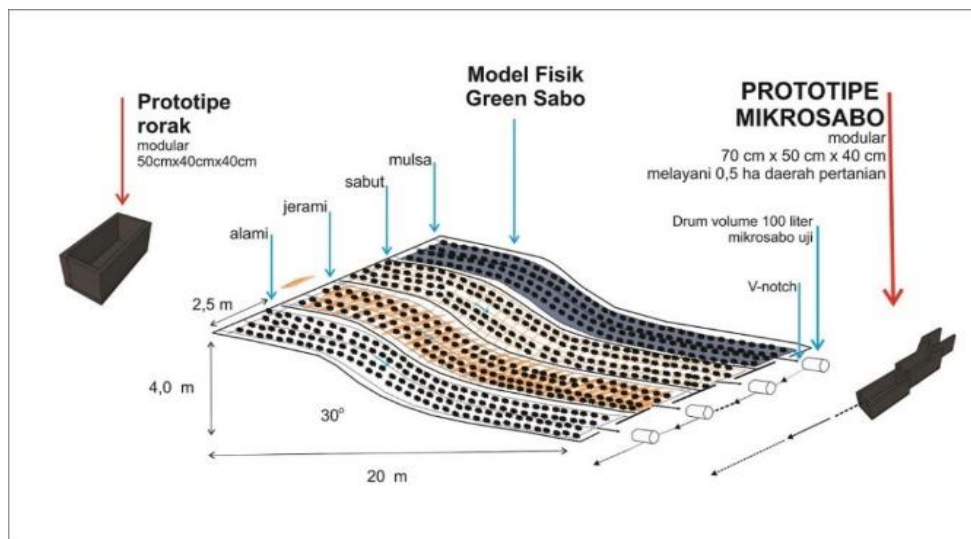 Prototipe
rorak
modular
50cmx40cmx40cm
Model Fisik
Green Sabo
PROTOTIPE
MIKROSABO
modular
70 cm x 50 cm x 40 cm
melayani 0,5 ha daerah pertanian
mulsa
sabut
jerami
alami
Drum volume 100 liter
mikrosabo uji
V-notch
2,5 m
4,0 m
30°
20 m